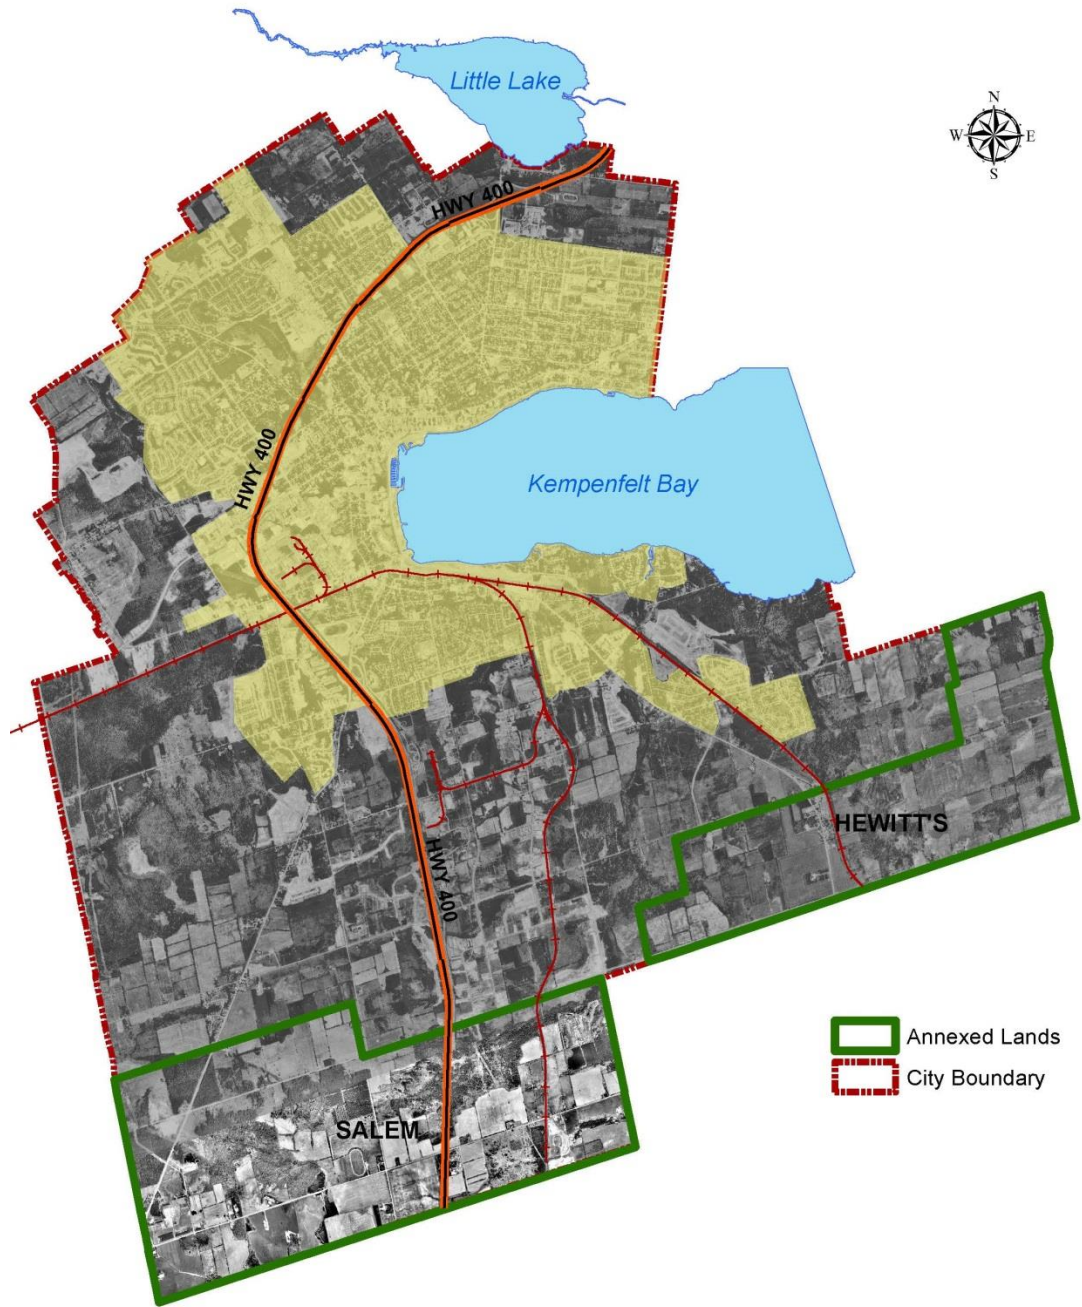 Little Lake
N
W
E
S
HWY 400
HWY 400
Kempenfelt Bay
HEWITT'S
HWY 400
Annexed Lands
City Boundary
SALEM